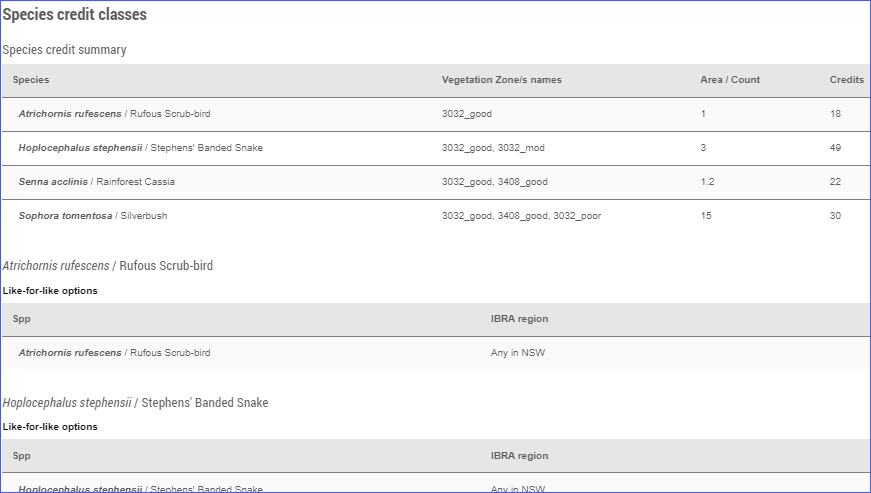 Species credit classes
Species credit summary
Species Vegetation Zone/s names Area / Count Credits
Atrichornis rufescens / Rufous Scrub-bird 3032_good 1 18
Hoplocephalus stephensii / Stephens' Banded Snake 3032_good, 3032_mod 3 49
Senna acclinis / Rainforest Cassia 3032_good, 3408_good 1.2 22
Sophora tomentosa / Silverbush 3032_good, 3408_good, 3032_poor 15 30
Atrichornis rufescens / Rufous Scrub-bird
Like-for-like options
Spp IBRA region
Atrichornis rufescens / Rufous Scrub-bird Any in NSW
Hoplocephalus stephensii / Stephens' Banded Snake
Like-for-like options
Spp IBRA region
Hoplocephalus stephensii / Stephens' Banded Snake Any in NSW